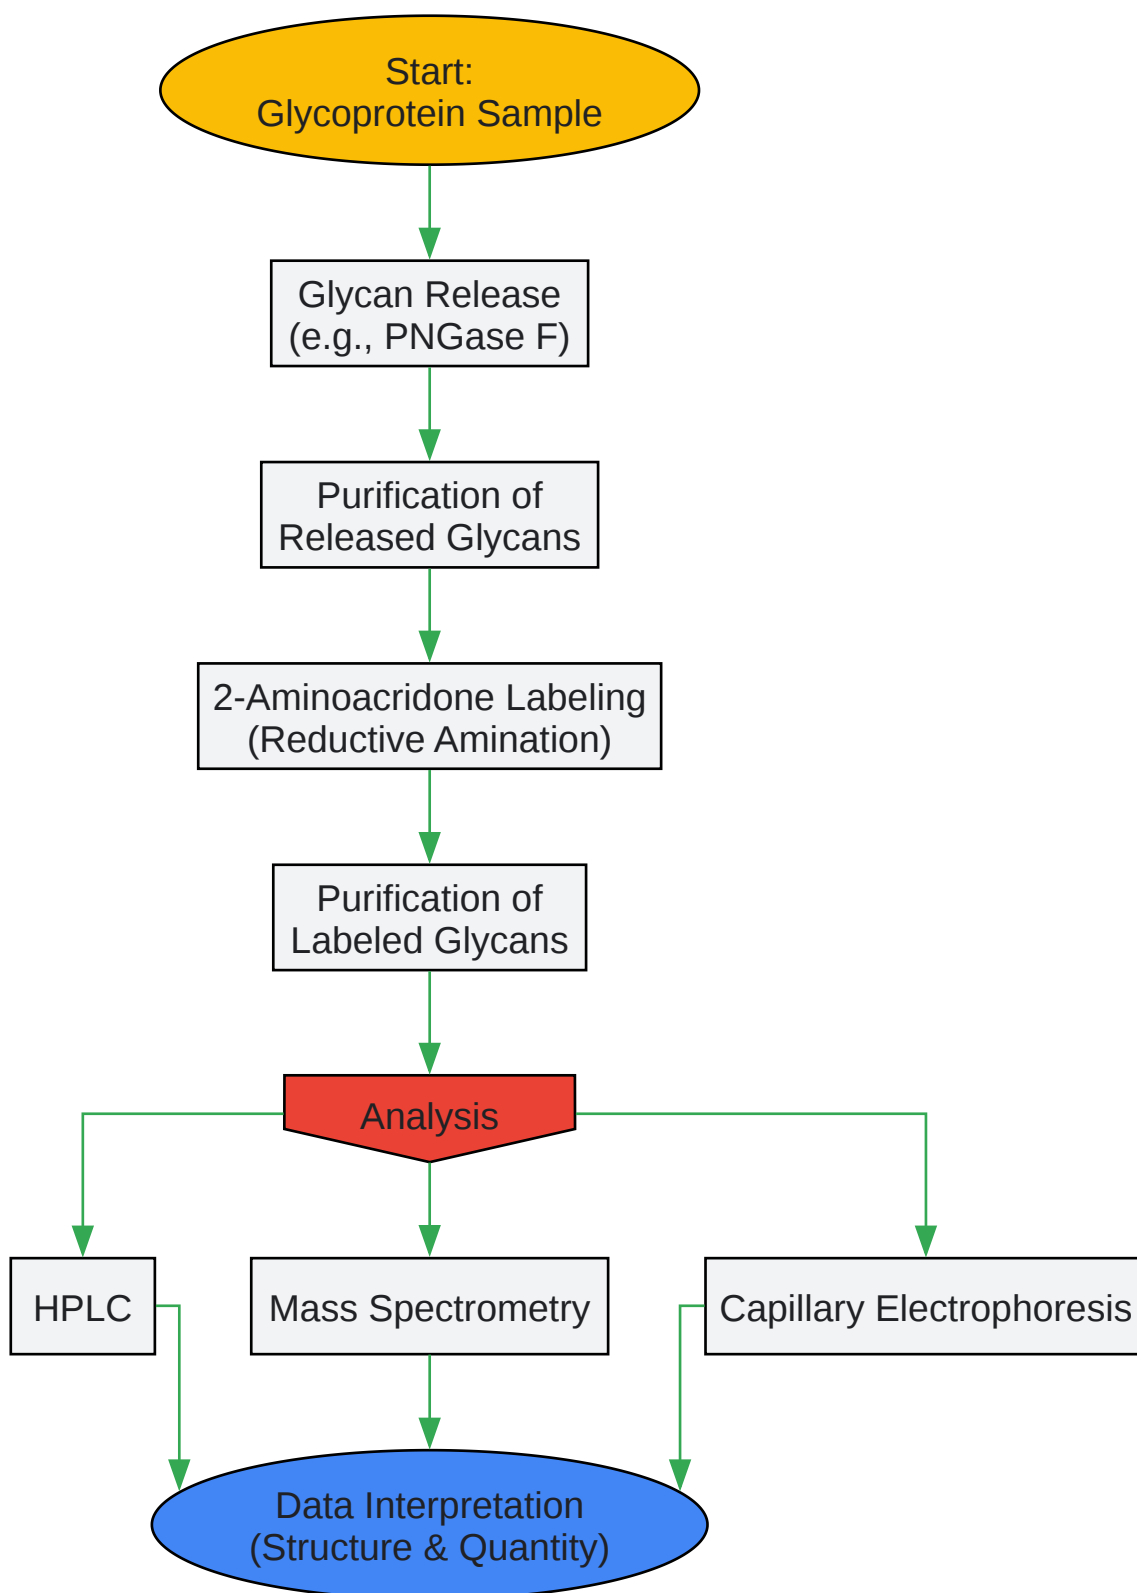 Start:
Glycoprotein Sample
Glycan Release
(e.g., PNGase F)
Purification of
Released Glycans
2-Aminoacridone Labeling
(Reductive Amination)
Purification of
Labeled Glycans
Analysis
HPLC
Mass Spectrometry
Capillary Electrophoresis
Data Interpretation
(Structure & Quantity)